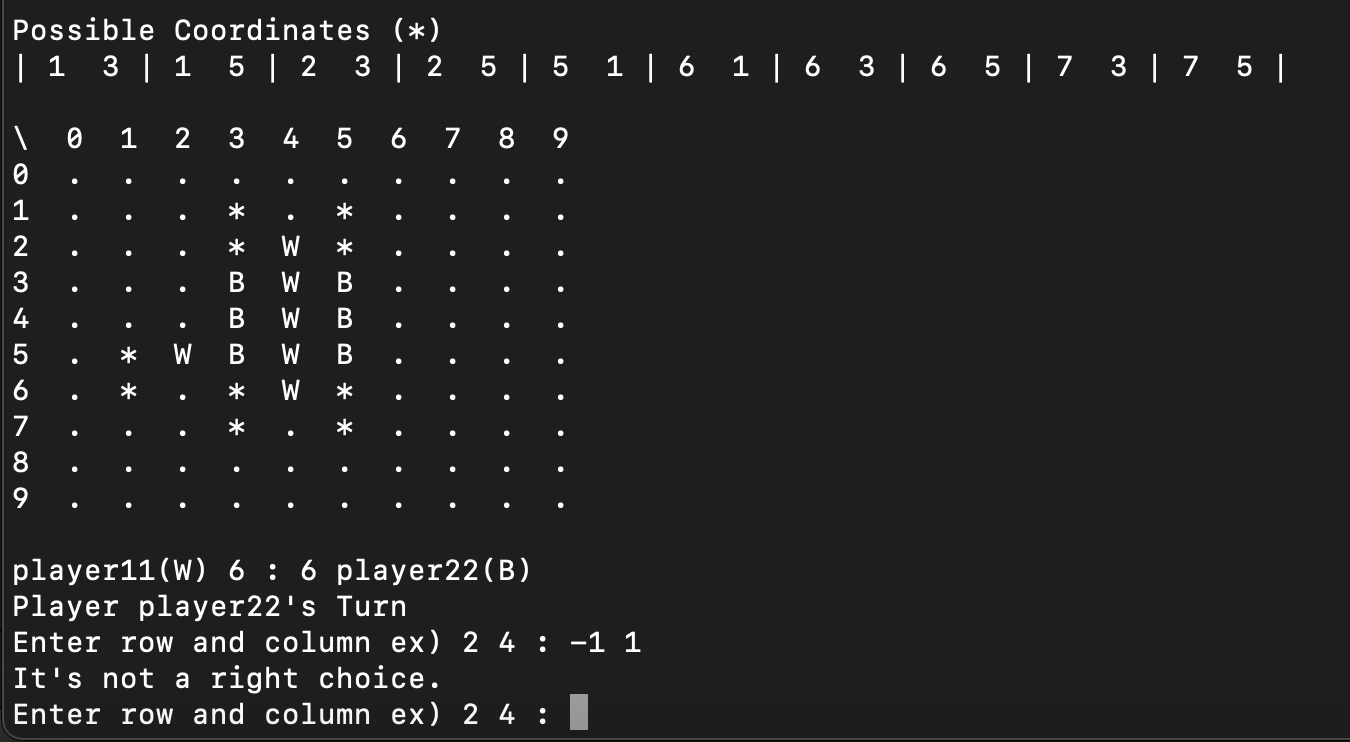 Possible Coordinates (*)
| 1  3 | 1  5 | 2  3 | 2  5 | 5  1 | 6  1 | 6  3 | 6  5 | 7  3 | 7  5 |
\  0  1  2  3  4  5  6  7  8  9
0  .  .  .  .  .  .  .  .  .  .
1  .  .  .  *  .  *  .  .  .  .
2  .  .  .  *  W  *  .  .  .  .
3  .  .  .  B  W  B  .  .  .  .
4  .  .  .  B  W  B  .  .  .  .
5  .  *  W  B  W  B  .  .  .  .
6  .  *  .  *  W  *  .  .  .  .
7  .  .  .  *  .  *  .  .  .  .
8  .  .  .  .  .  .  .  .  .  .
9  .  .  .  .  .  .  .  .  .  .
player11(W) 6 : 6 player22(B)
Player player22's Turn
Enter row and column ex) 2 4 : -1 1
It's not a right choice.
Enter row and column ex) 2 4 :